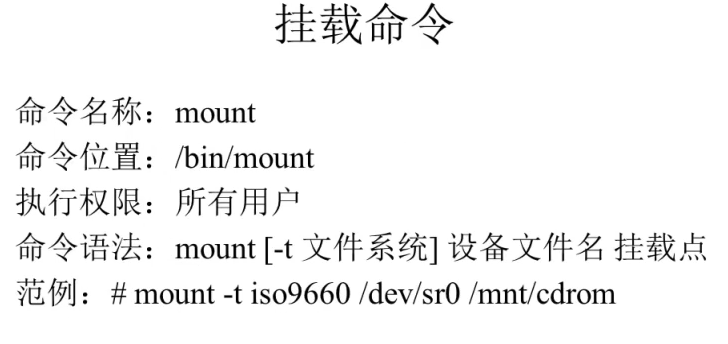 挂载命令
命令名称：mount
命令位置：/bin/mount
执行权限：所有用户
命令语法：mount [-t 文件系统] 设备文件名 挂载点
范例：# mount -t iso9660 /dev/sr0 /mnt/cdrom